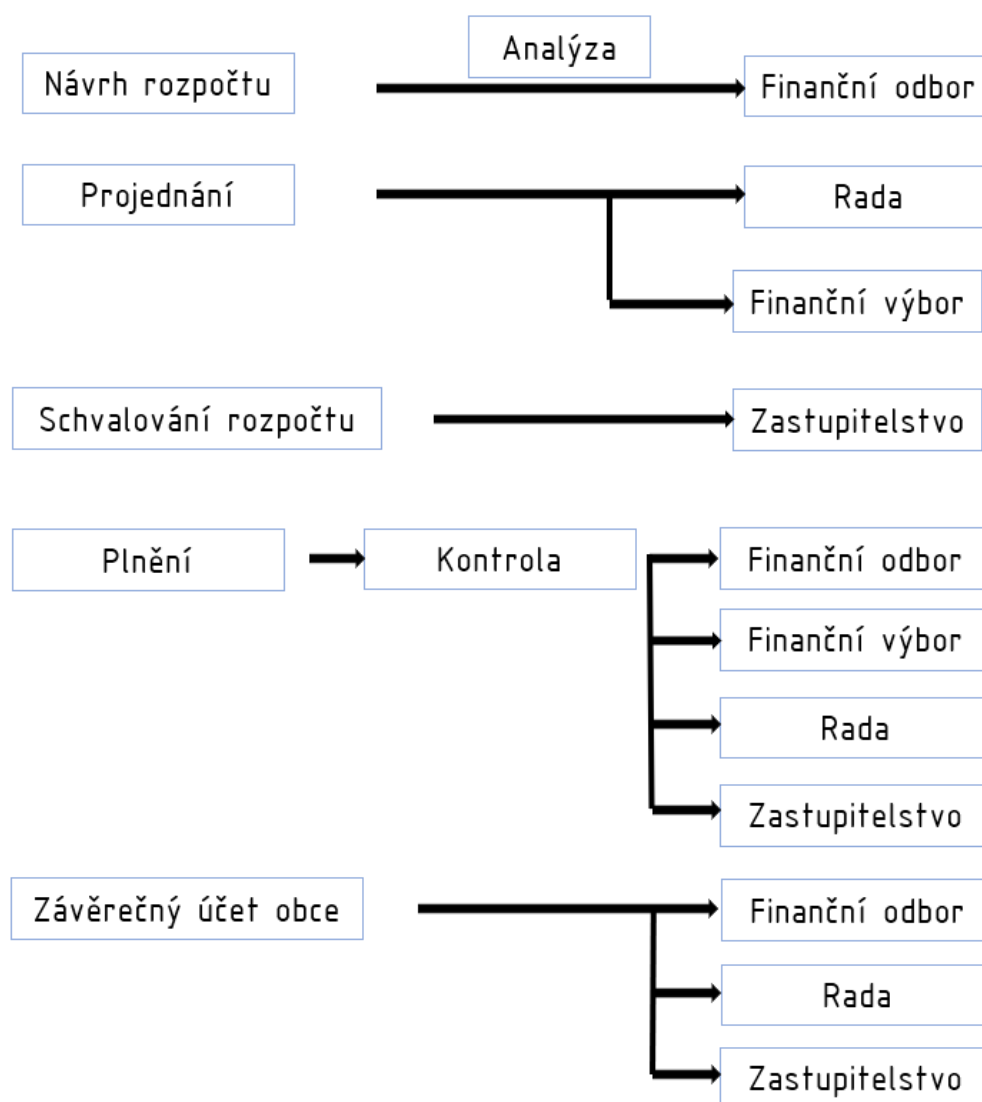 Analýza
Návrh rozpočtu
Finanční odbor
Projednání
Rada
Finanční výbor
Schvalování rozpočtu
Zastupitelstvo
Plnění
Kontrola
Finanční odbor
Finanční výbor
Rada
Zastupitelstvo
Závěrečný účet obce
Finanční odbor
Rada
Zastupitelstvo